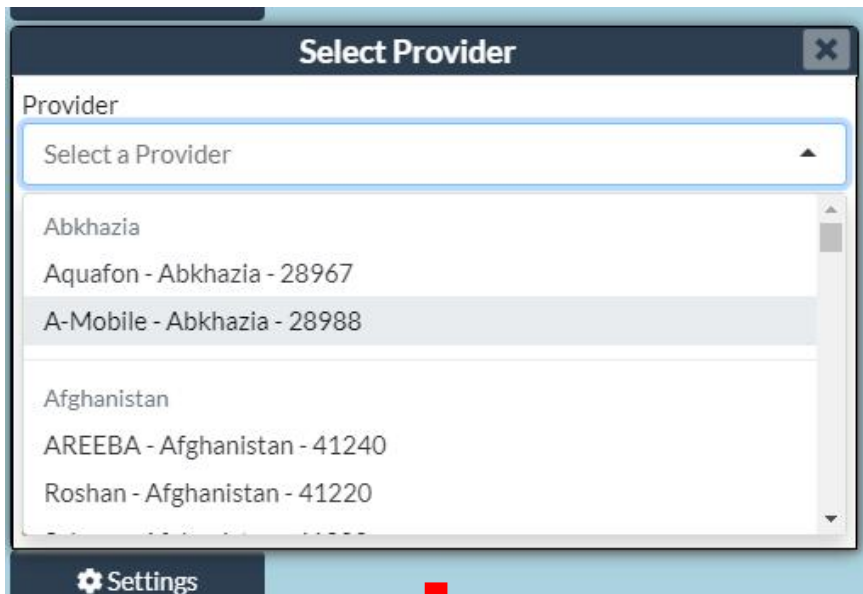 Select Provider
Provider
Select a Provider
Abkhazia
Aquafon - Abkhazia - 28967
A-Mobile - Abkhazia - 28988
Afghanistan
AREEBA - Afghanistan - 41240
Roshan - Afghanistan - 41220
Settings